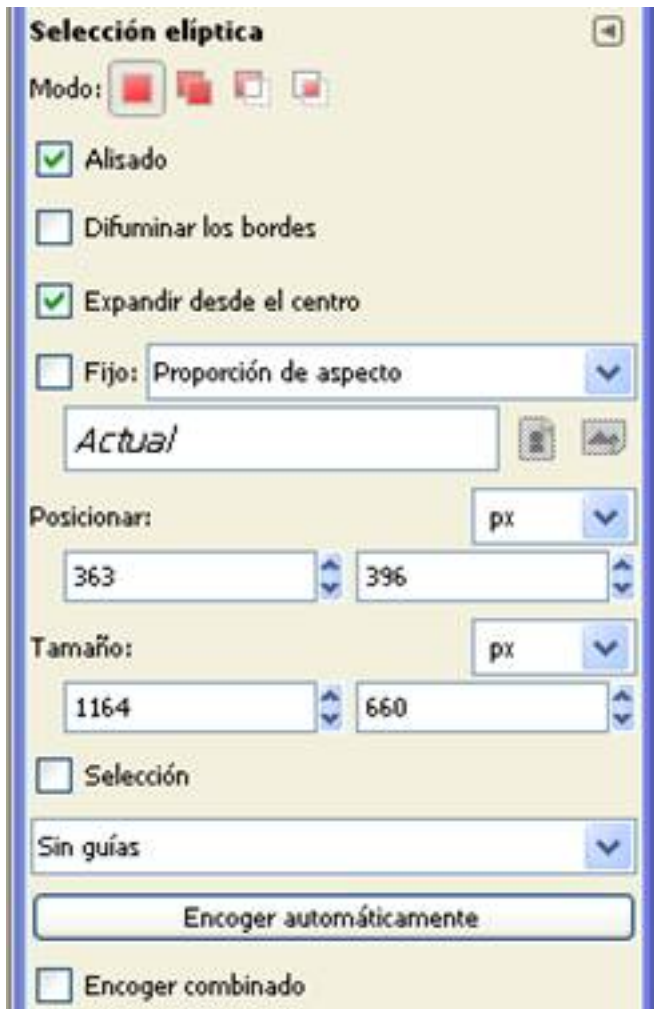 Selección elíptica
Modo:
Alisado
Difuminar los bordes
Expandir desde el centro
Fijo: Proporción de aspecto
Actual
Posicionar: px
363 396
Tamaño: px
1164 660
Selección
Sin guías
Encoger automáticamente
Encoger combinado